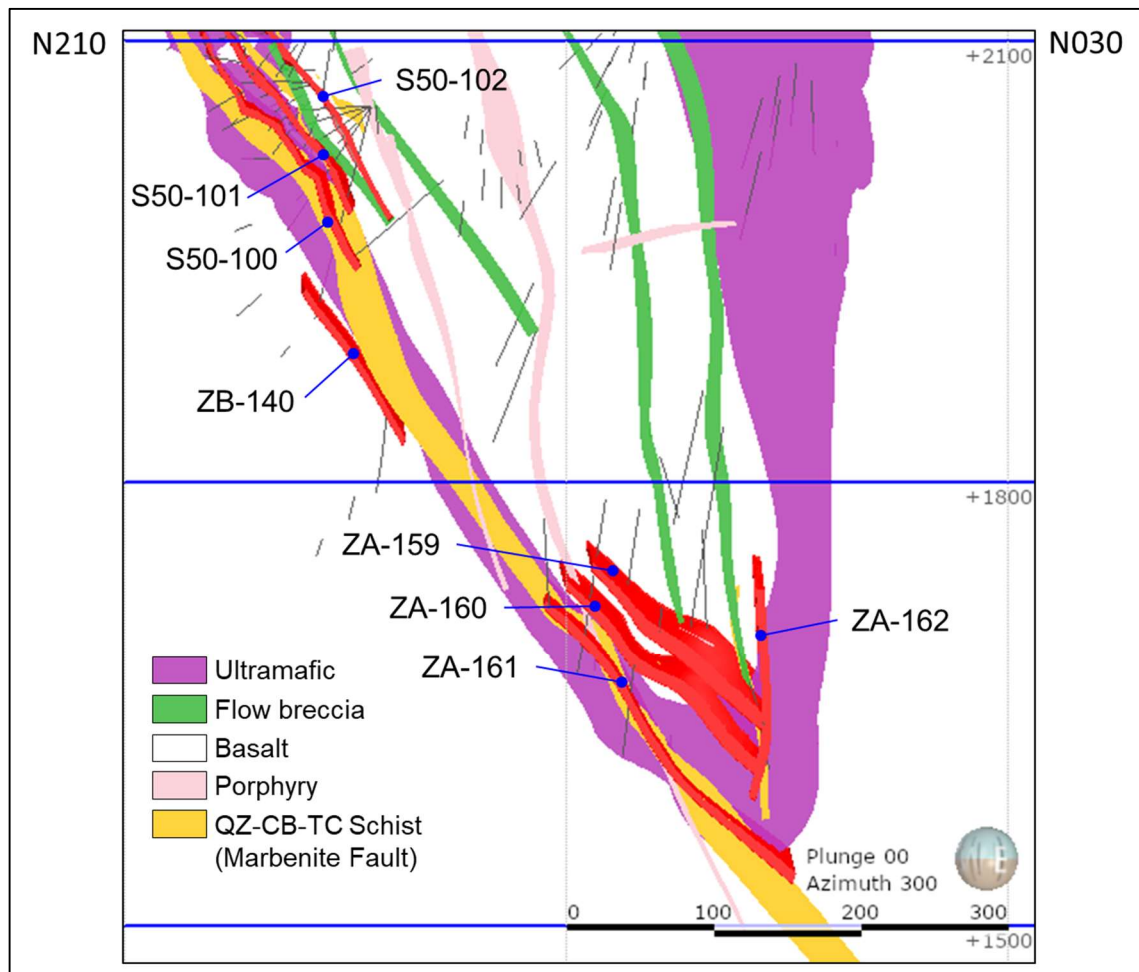 N210
N030
+2100
S50-102
S50-101
S50-100
ZB-140
+1800
ZA-159
ZA-160
ZA-162
ZA-161
Ultramafic
Flow breccia
Basalt
Porphyry
QZ-CB-TC Schist
(Marbenite Fault)
Plunge 00
Azimuth 300
E
0 100 200 300
+1500